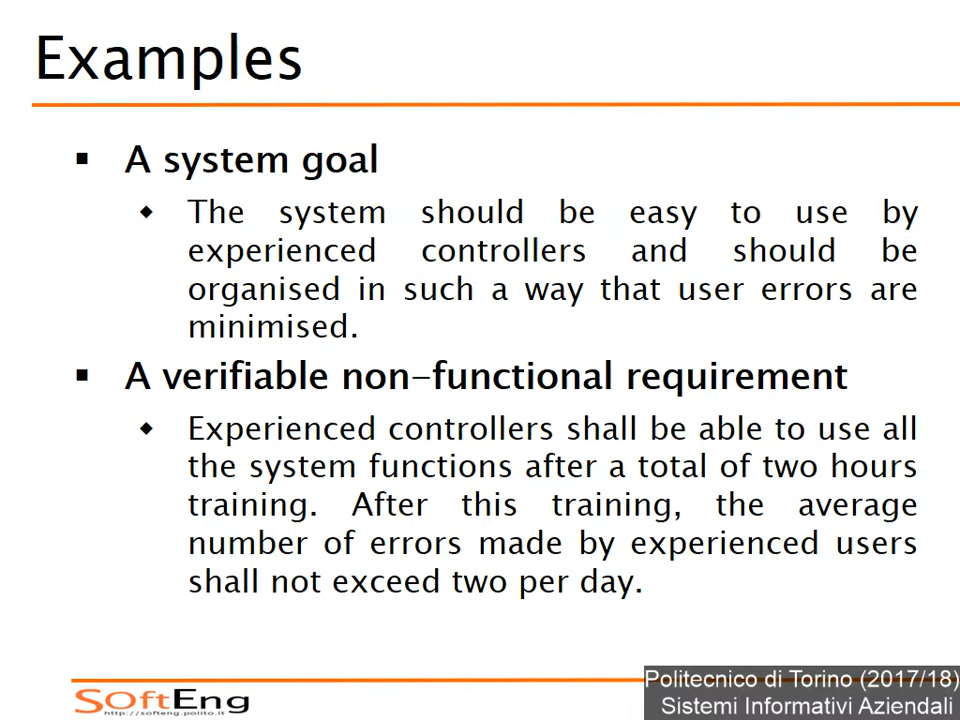 Examples
▪ A system goal
◆ The system should be easy to use by
experienced controllers and should be
organised in such a way that user errors are
minimised.
▪ A verifiable non-functional requirement
◆ Experienced controllers shall be able to use all
the system functions after a total of two hours
training. After this training, the average
number of errors made by experienced users
shall not exceed two per day.
SoftEng
http://softeng.polito.it
Politecnico di Torino (2017/18)
Sistemi Informativi Aziendali